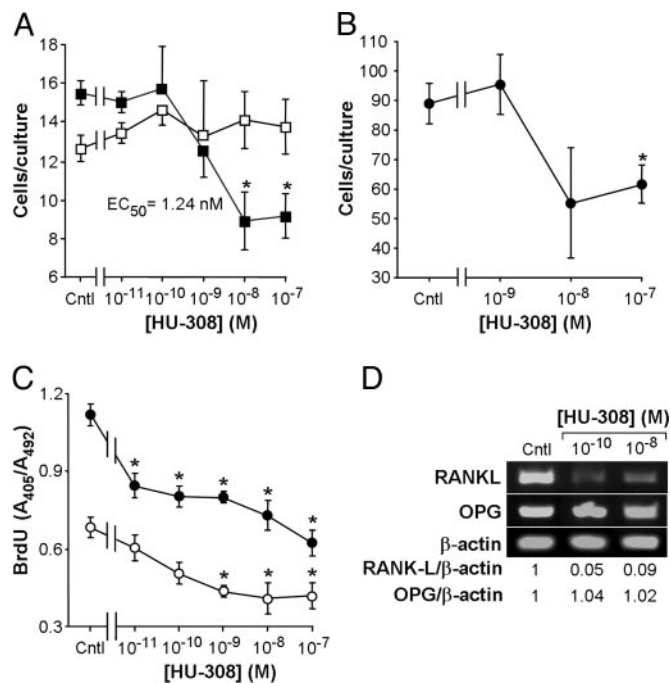 A
Cells/culture
18
16
14
12
10
8
6
EC₅₀= 1.24 nM
* *
Cntl 10⁻¹¹ 10⁻¹⁰ 10⁻⁹ 10⁻⁸ 10⁻⁷
[HU-308] (M)
B
Cells/culture
110
100
90
80
70
60
50
40
30
*
Cntl 10⁻⁹ 10⁻⁸ 10⁻⁷
[HU-308] (M)
C
BrdU (A₄₀₅/A₄₉₂)
1.2
0.9
0.6
0.3
* * * * *
* * *
Cntl 10⁻¹¹ 10⁻¹⁰ 10⁻⁹ 10⁻⁸ 10⁻⁷
[HU-308] (M)
D
[HU-308] (M)
Cntl 10⁻¹⁰ 10⁻⁸
RANKL
OPG
β-actin
RANK-L/β-actin 1 0.05 0.09
OPG/β-actin 1 1.04 1.02